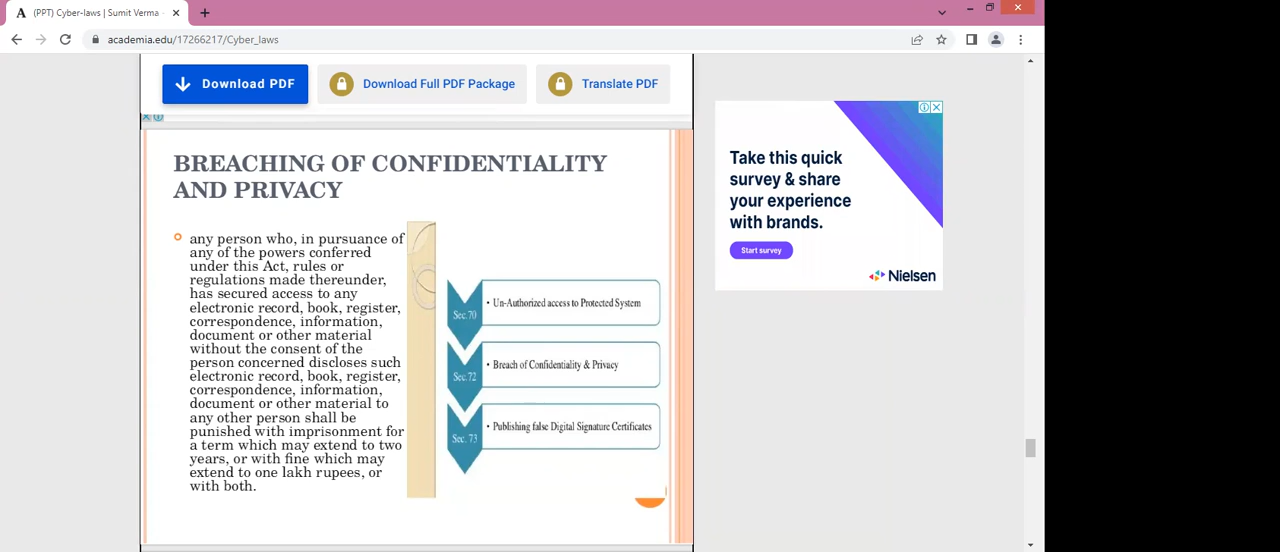 (PPT) Cyber-laws | Sumit Verma -
academia.edu/17266217/Cyber_laws
Download PDF
Download Full PDF Package
Translate PDF
BREACHING OF CONFIDENTIALITY
AND PRIVACY
any person who, in pursuance of
any of the powers conferred
under this Act, rules or
regulations made thereunder,
has secured access to any
electronic record, book, register,
correspondence, information,
document or other material
without the consent of the
person concerned discloses such
electronic record, book, register,
correspondence, information,
document or other material to
any other person shall be
punished with imprisonment for
a term which may extend to two
years, or with fine which may
extend to one lakh rupees, or
with both.
Sec.70
• Un-Authorized access to Protected System
Sec.72
• Breach of Confidentiality & Privacy
Sec. 73
• Publishing false Digital Signature Certificates
Take this quick
survey & share
your experience
with brands.
Start survey
Nielsen